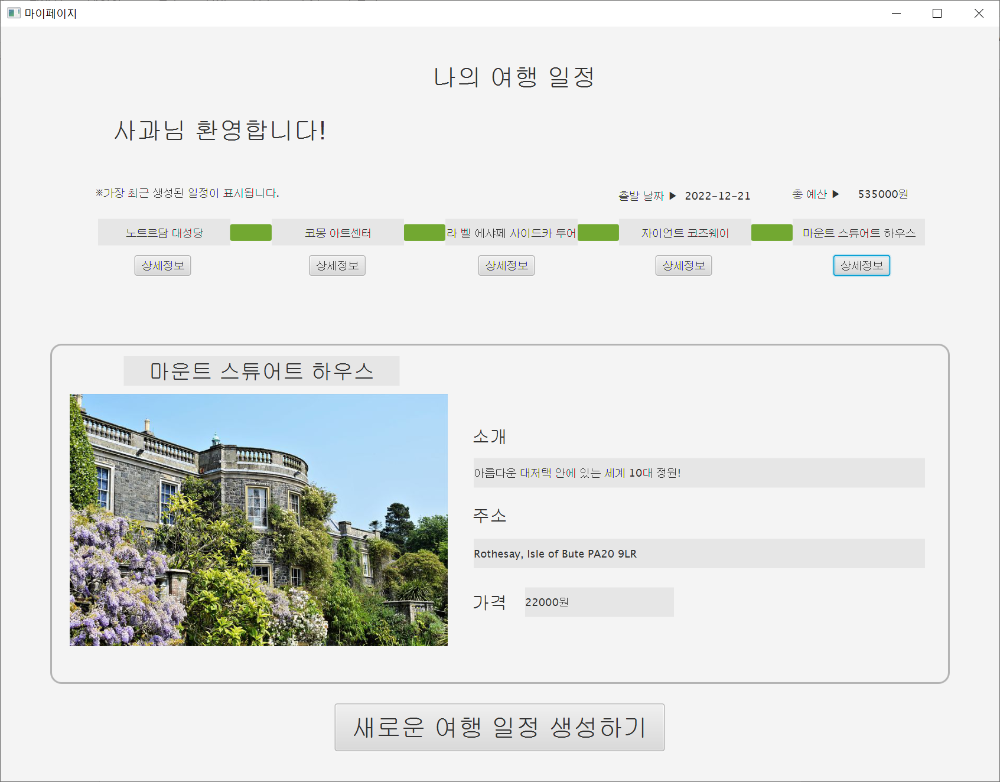 마이페이지
나의 여행 일정
사과님 환영합니다!
※가장 최근 생성된 일정이 표시됩니다.
출발 날짜 ▶ 2022-12-21
총 예산 ▶ 535000원
노트르담 대성당
코몽 아트센터
라 벨 에샤페 사이드카 투어
자이언트 코즈웨이
마운트 스튜어트 하우스
상세정보
상세정보
상세정보
상세정보
상세정보
마운트 스튜어트 하우스
소개
아름다운 대저택 안에 있는 세계 10대 정원!
주소
Rothesay, Isle of Bute PA20 9LR
가격
22000원
새로운 여행 일정 생성하기